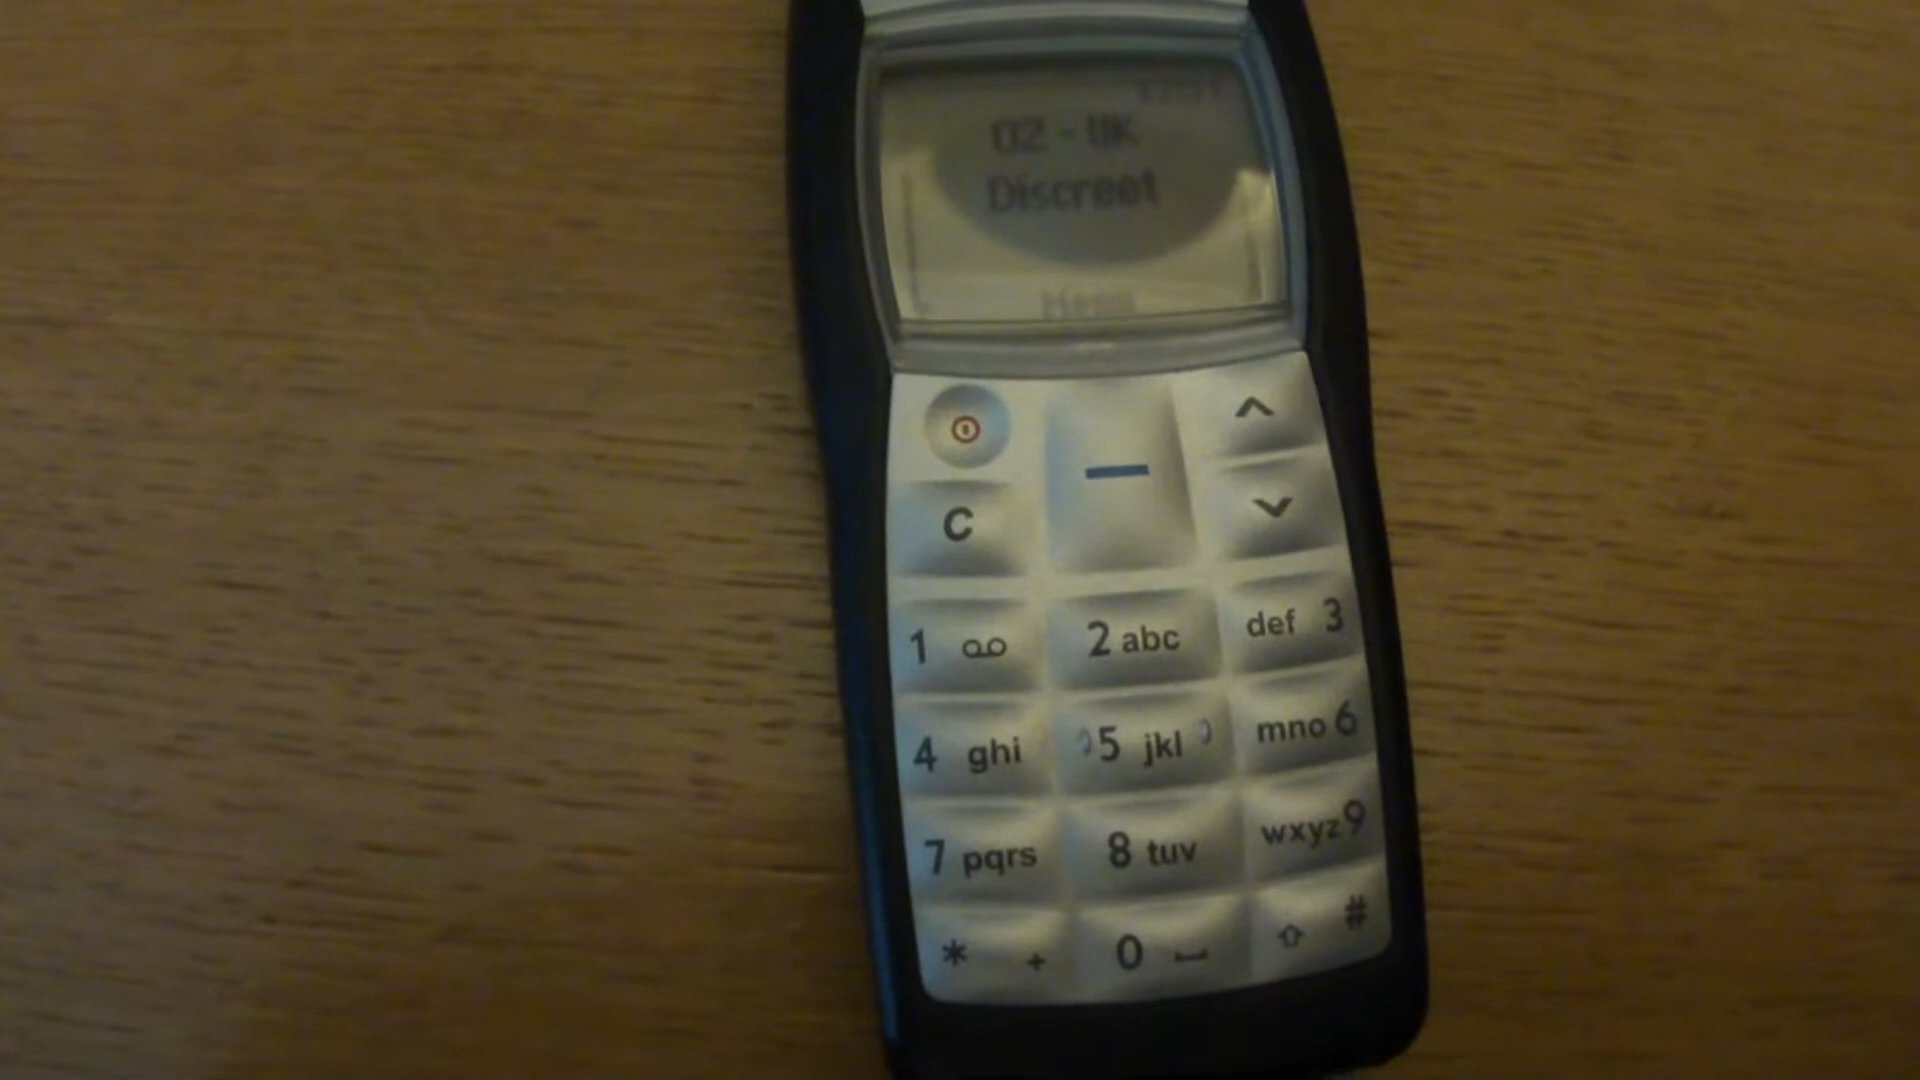 O2 - UK
Discreet
Menu
C
1 2 abc def 3
4 ghi 5 jkl mno 6
7 pqrs 8 tuv wxyz 9
* + 0 #